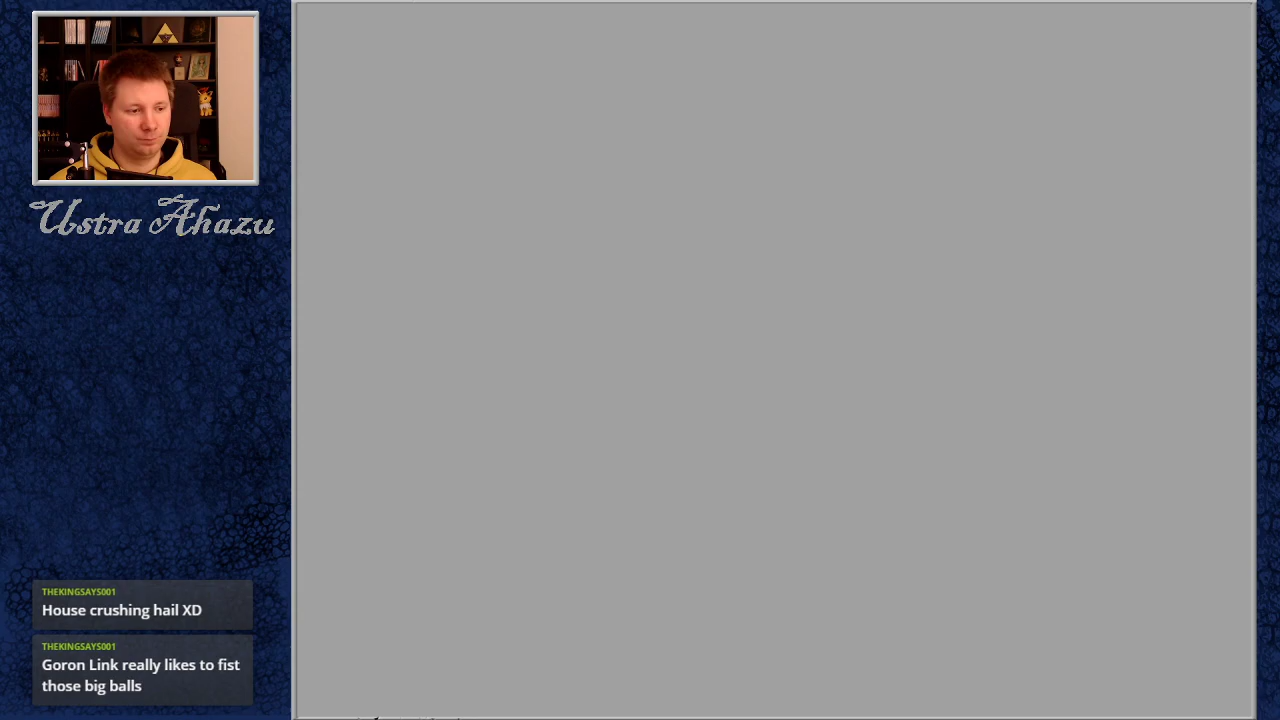 Ustra Ahazu
THEKINGSAYS001
House crushing hail XD
THEKINGSAYS001
Goron Link really likes to fist
those big balls